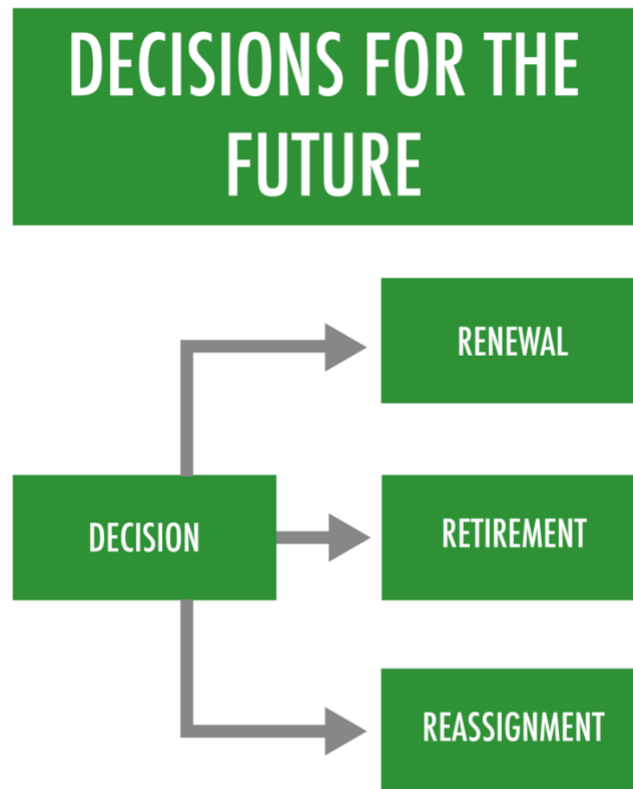 DECISIONS FOR THE
FUTURE
RENEWAL
DECISION
RETIREMENT
REASSIGNMENT